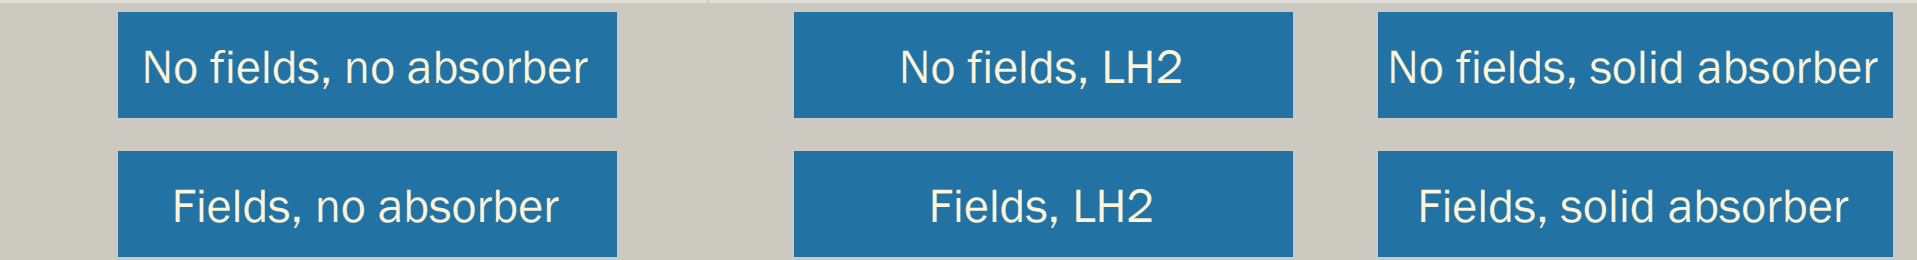 No fields, no absorber
No fields, LH2
No fields, solid absorber
Fields, no absorber
Fields, LH2
Fields, solid absorber